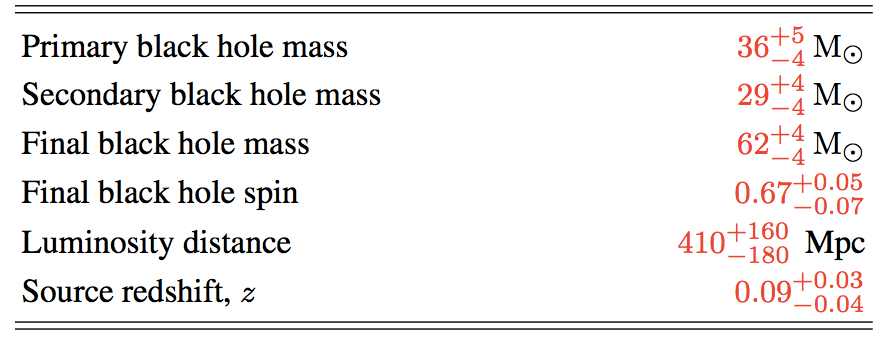 Primary black hole mass 36+5−4 M⊙
Secondary black hole mass 29+4−4 M⊙
Final black hole mass 62+4−4 M⊙
Final black hole spin 0.67+0.05−0.07
Luminosity distance 410+160−180 Mpc
Source redshift, z 0.09+0.03−0.04